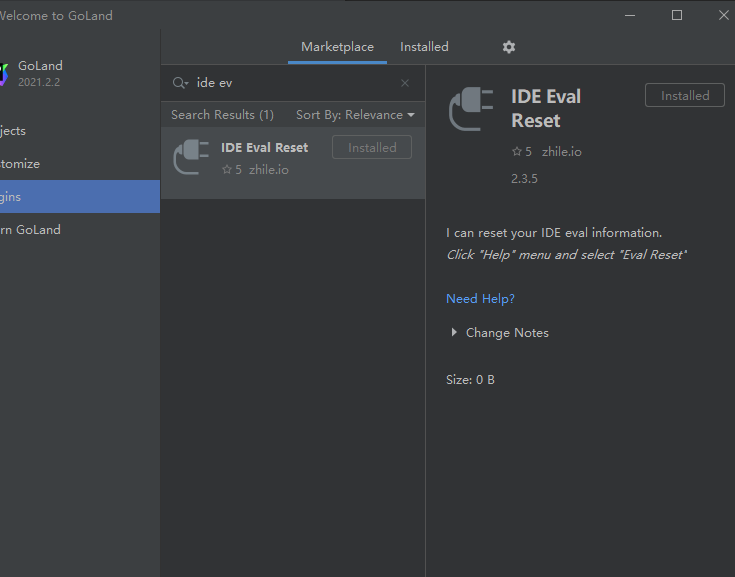 Welcome to GoLand
Marketplace
Installed
GoLand
2021.2.2
jects
stomize
gins
rn GoLand
ide ev
Search Results (1)
Sort By: Relevance
IDE Eval Reset
Installed
5 zhile.io
IDE Eval
Reset
Installed
5 zhile.io
2.3.5
I can reset your IDE eval information.
Click "Help" menu and select "Eval Reset"
Need Help?
Change Notes
Size: 0 B